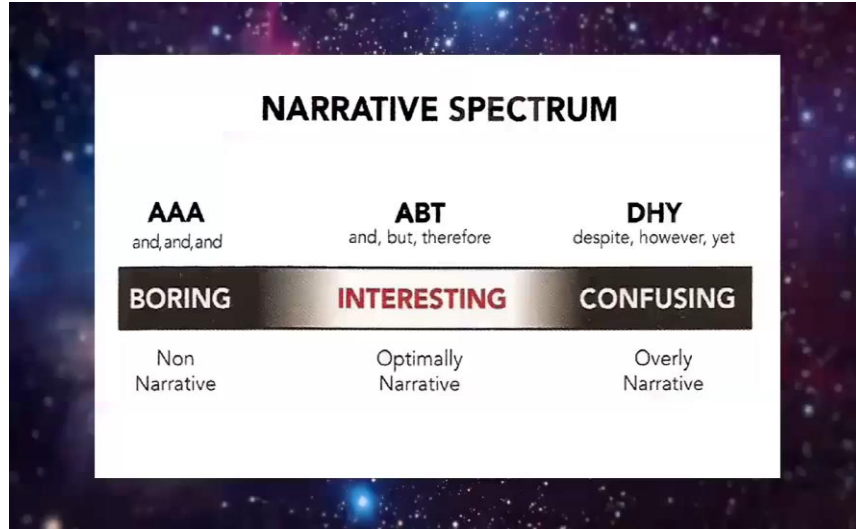 NARRATIVE SPECTRUM
AAA
and, and, and
ABT
and, but, therefore
DHY
despite, however, yet
BORING
INTERESTING
CONFUSING
Non
Narrative
Optimally
Narrative
Overly
Narrative